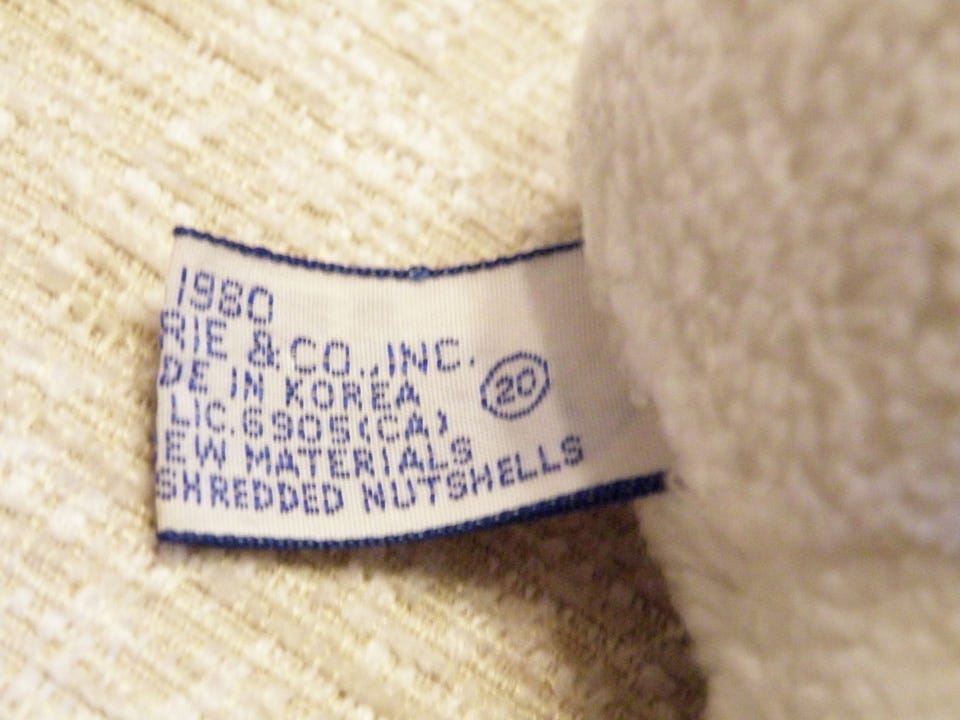 1980
RIE & CO., INC.
DE IN KOREA
20
LIC. 6905(CA)
EW MATERIALS
SHREDDED NUTSHELLS